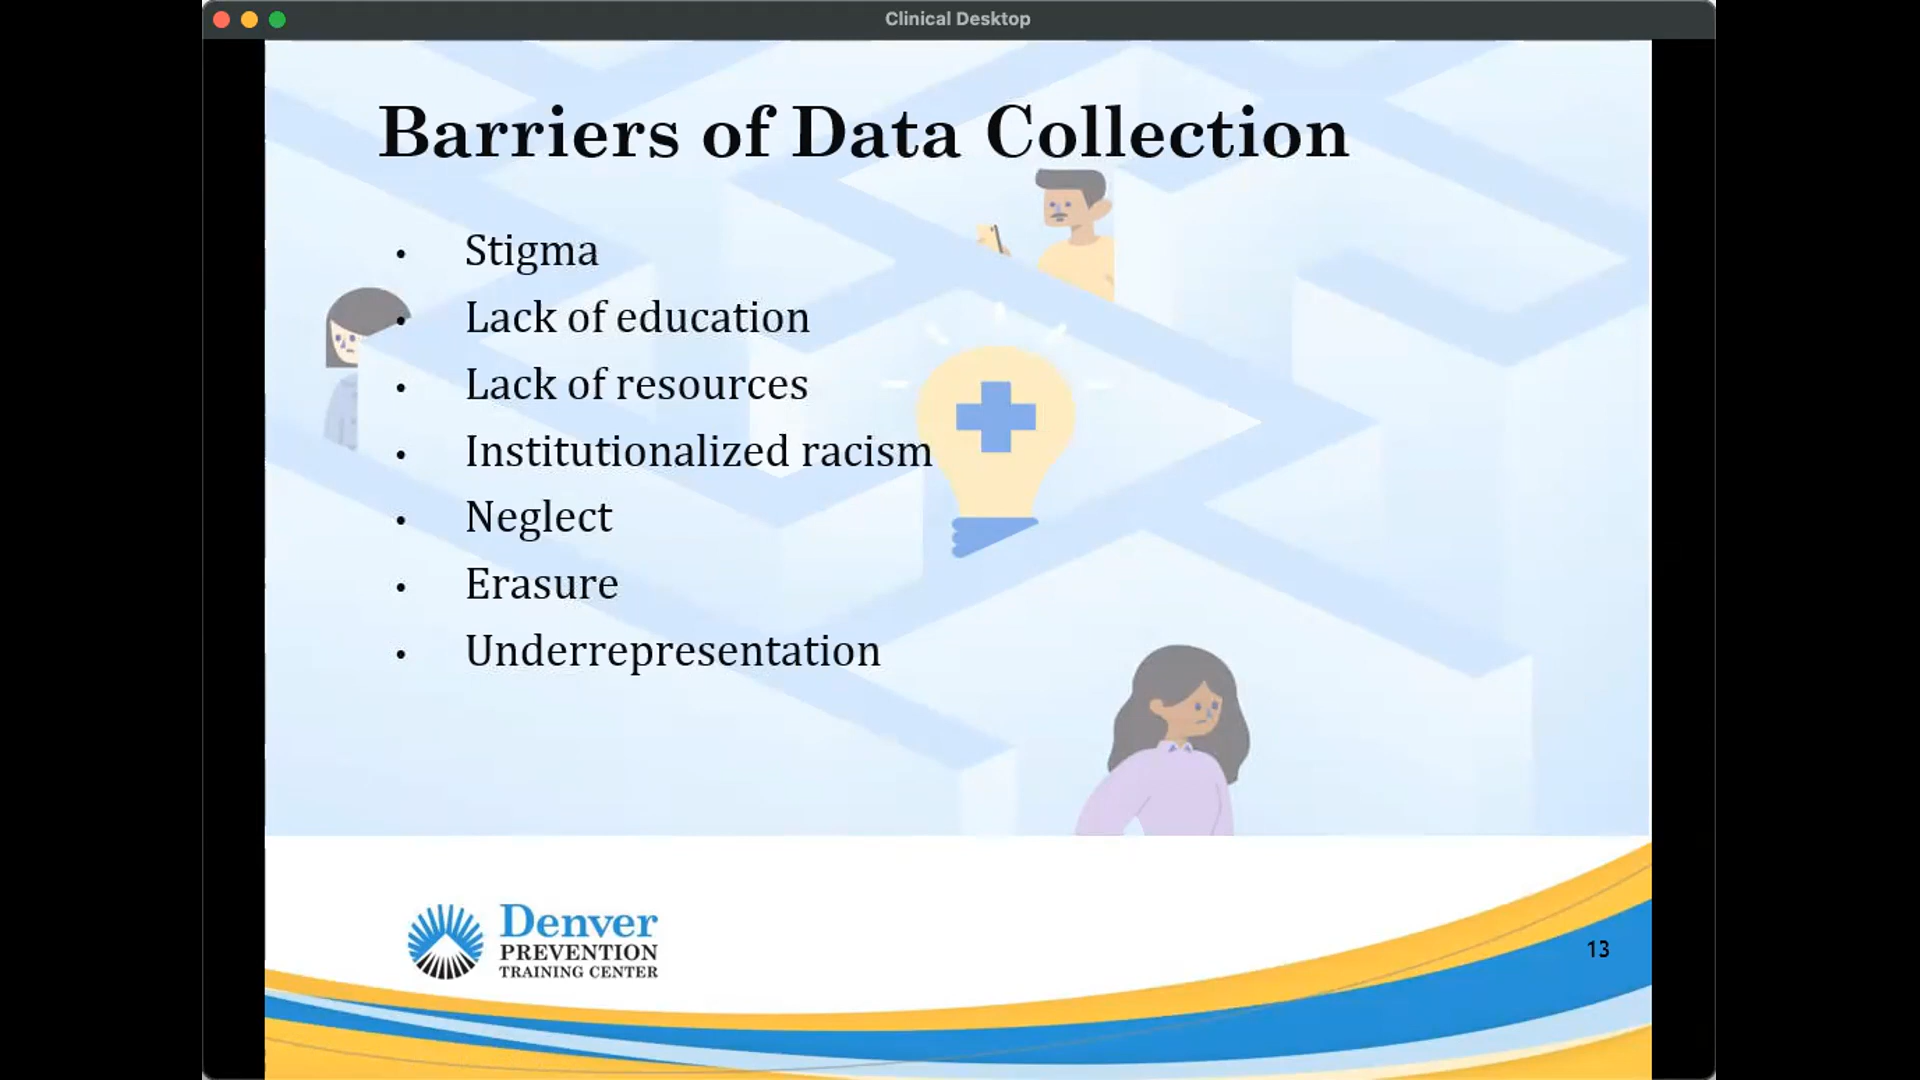 Clinical Desktop
Barriers of Data Collection
• Stigma
• Lack of education
• Lack of resources
• Institutionalized racism
• Neglect
• Erasure
• Underrepresentation
Denver
PREVENTION
TRAINING CENTER
13